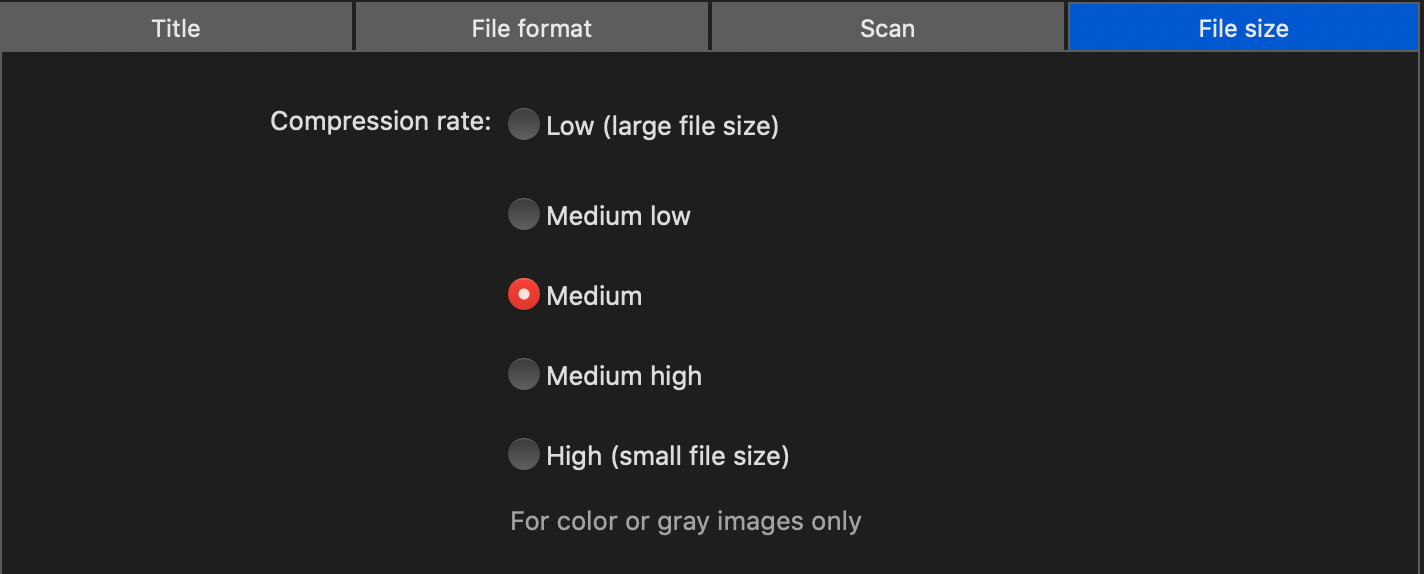 Title
File format
Scan
File size
Compression rate:
Low (large file size)
Medium low
Medium
Medium high
High (small file size)
For color or gray images only